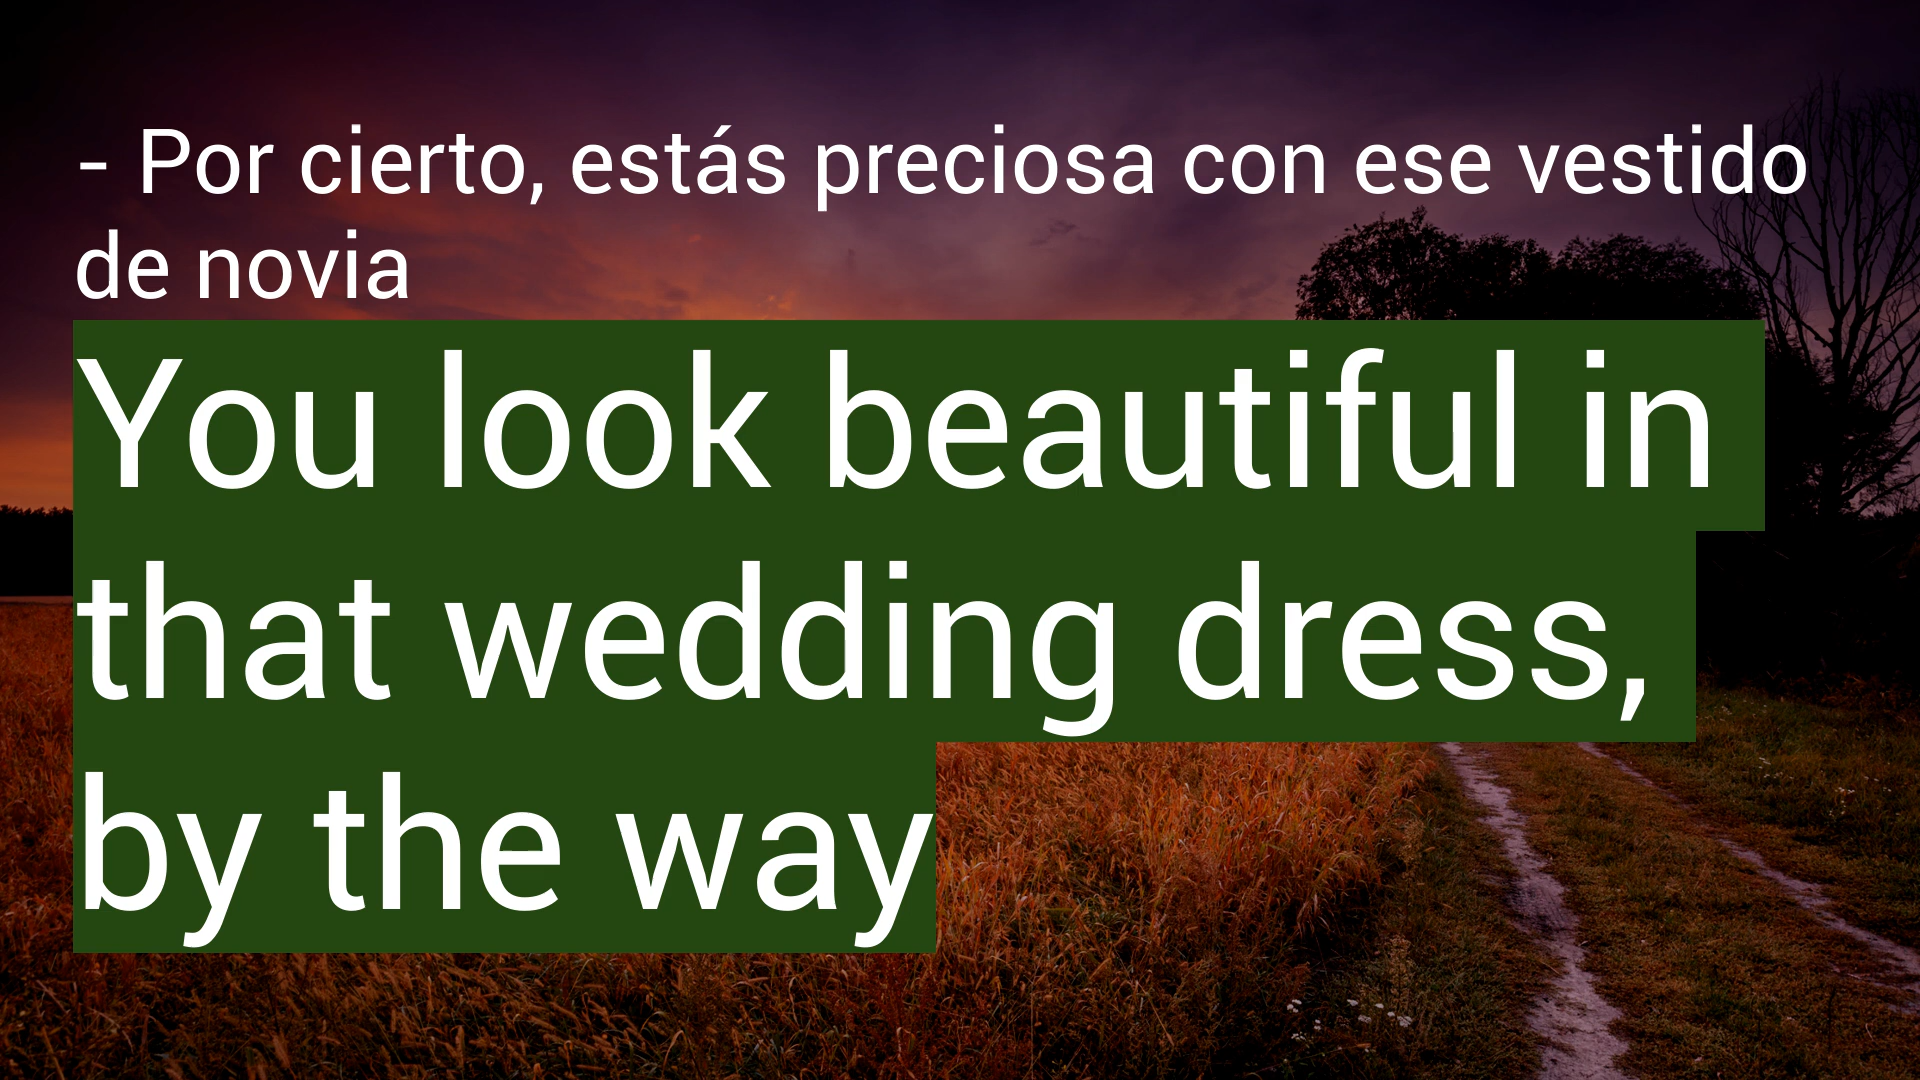 - Por cierto, estás preciosa con ese vestido
de novia
You look beautiful in
that wedding dress,
by the way